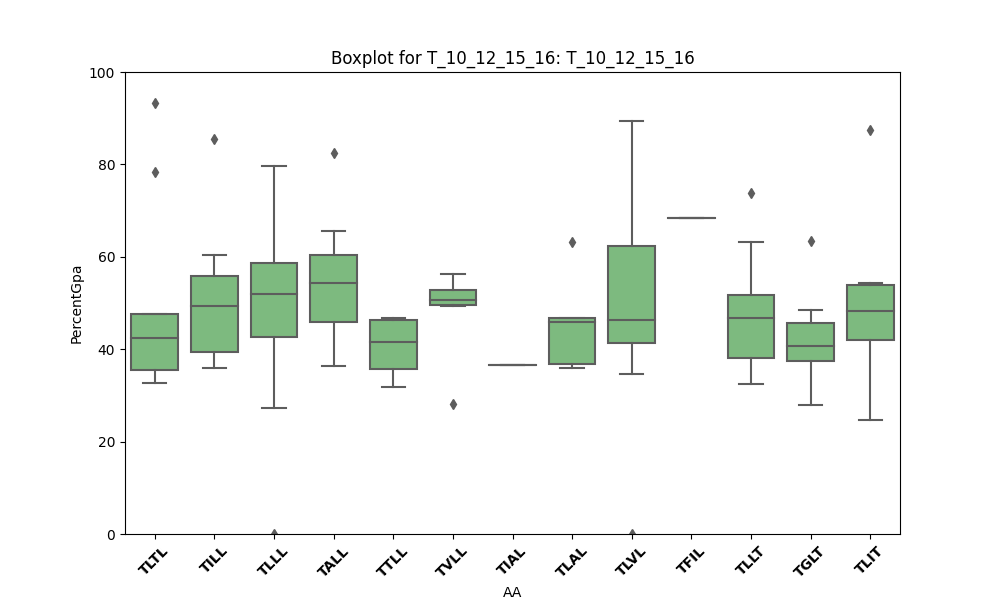 Boxplot for T_10_12_15_16: T_10_12_15_16
100
80
60
40
20
0
PercentGpa
TLTL
TILL
TLLL
TALL
TTLL
TVLL
TIAL
TLAL
TLVL
TFIL
TLLT
TGLT
TLIT
AA